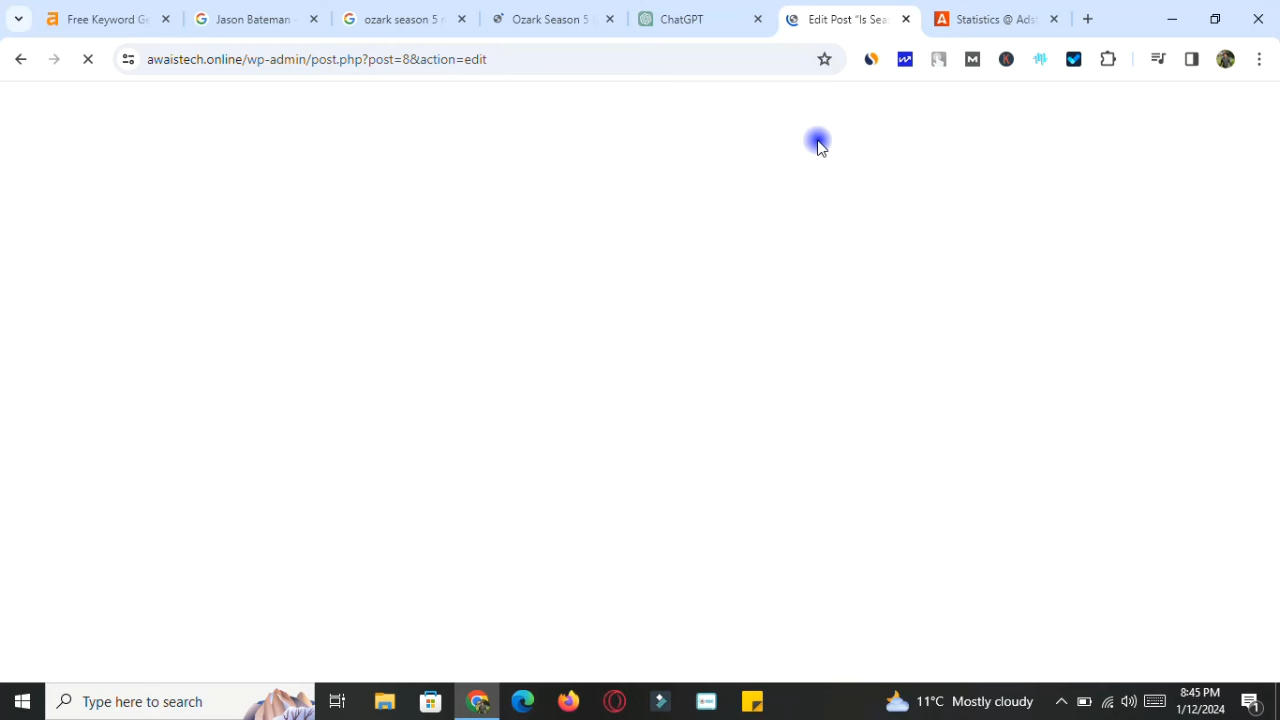 Free Keyword Ge
Jason Bateman -
ozark season 5 r
Ozark Season 5
ChatGPT
Edit Post "Is Sea
Statistics @ Adst
awaistech.online/wp-admin/post.php?post=8&action=edit
Type here to search
11°C Mostly cloudy
8:45 PM
1/12/2024